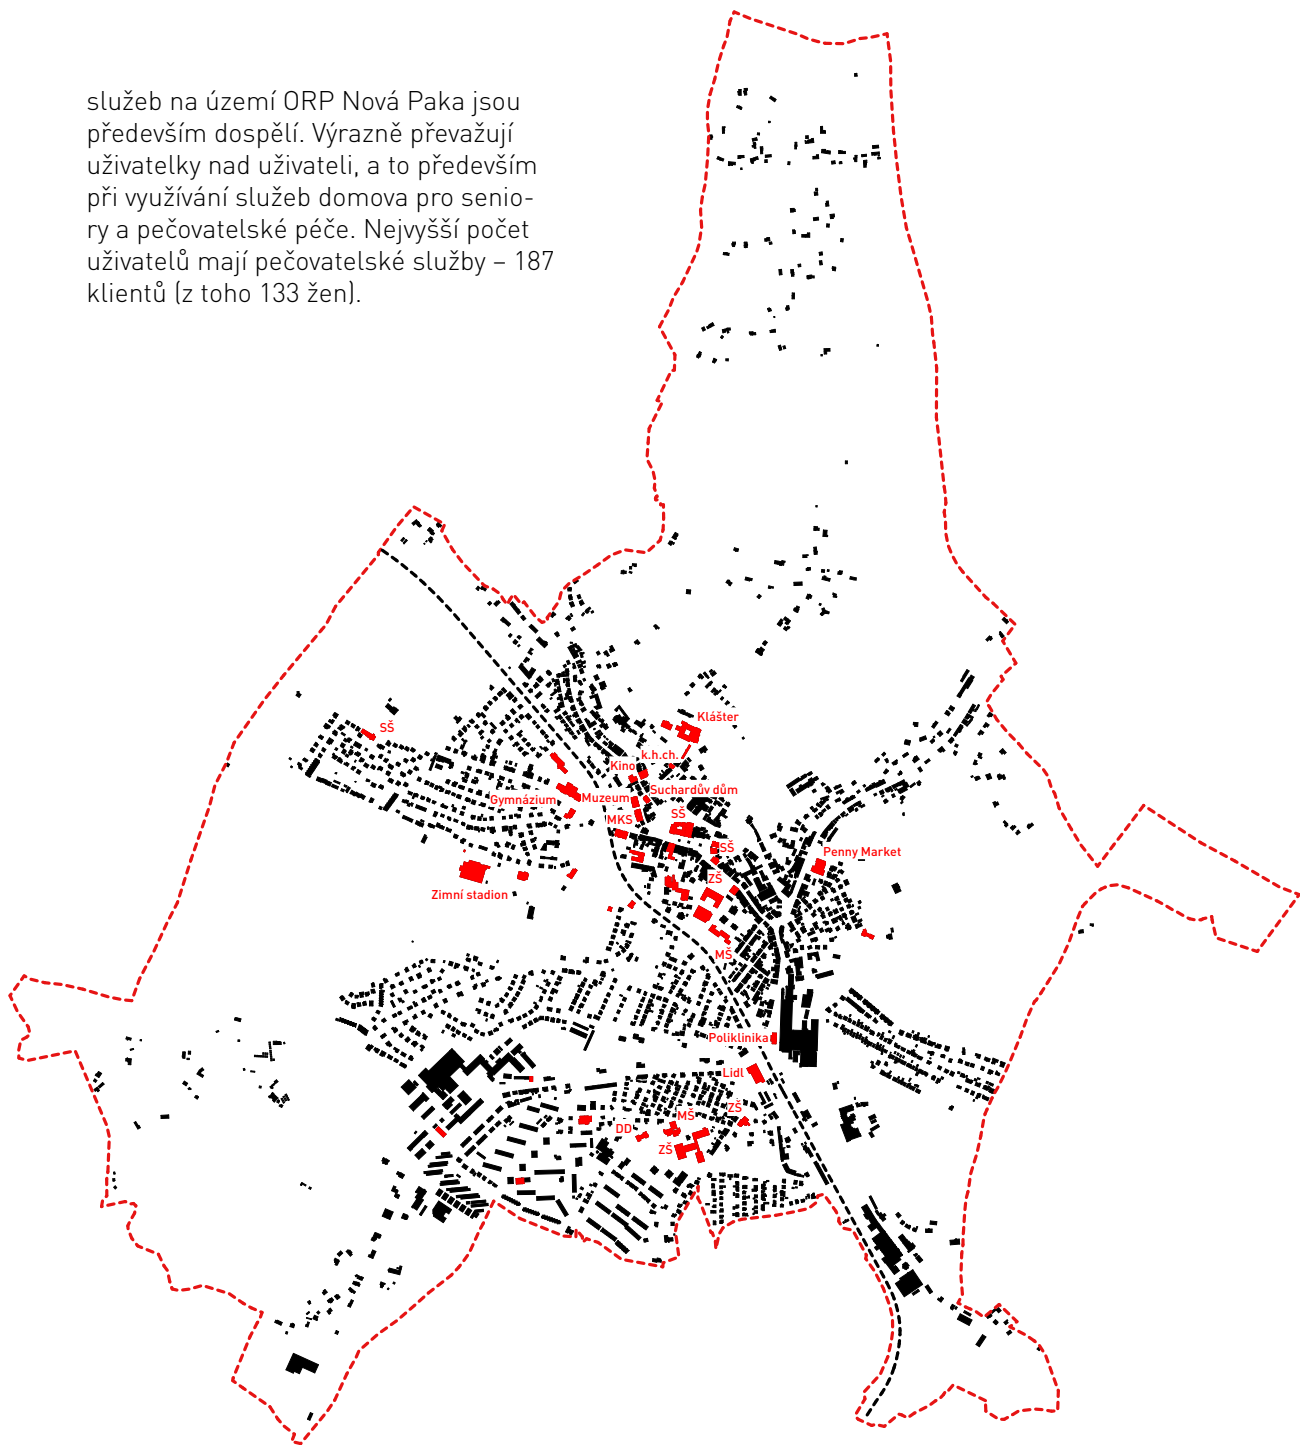 služeb na území ORP Nová Paka jsou
především dospělí. Výrazně převažují
uživatelky nad uživateli, a to především
při využívání služeb domova pro senio-
ry a pečovatelské péče. Nejvyšší počet
uživatelů mají pečovatelské služby – 187
klientů (z toho 133 žen).
Klášter
SŠ
k.h.ch.
Kino
Suchardův dům
Gymnázium
Muzeum
SŠ
MKS
SŠ
Penny Market
ZŠ
Zimní stadion
MŠ
Poliklinika
Lidl
ZŠ
MŠ
DD
ZŠ